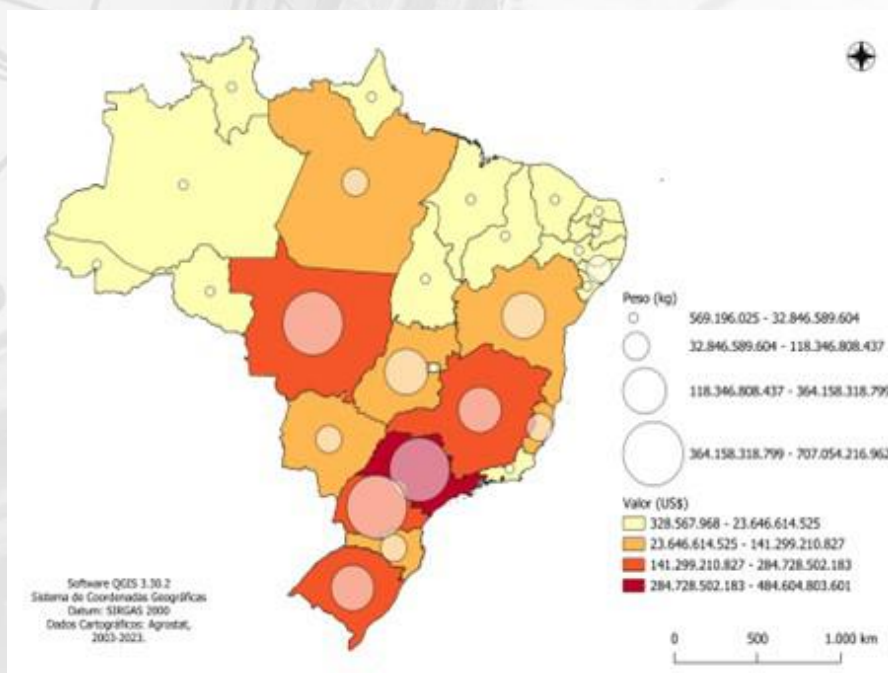 Peso (kg)
569.196.025 - 32.846.589.604
32.846.589.604 - 118.346.808.437
118.346.808.437 - 364.158.318.799
364.158.318.799 - 707.054.216.962
Valor (US$)
328.567.968 - 23.646.614.525
23.646.614.525 - 141.299.210.827
141.299.210.827 - 284.728.502.183
284.728.502.183 - 484.604.803.601
Software QGIS 3.30.2
Sistema de Coordenadas Geográficas
Datum: SIRGAS 2000
Dados Cartográficos: Agrostat,
2003-2023.
0 500 1.000 km